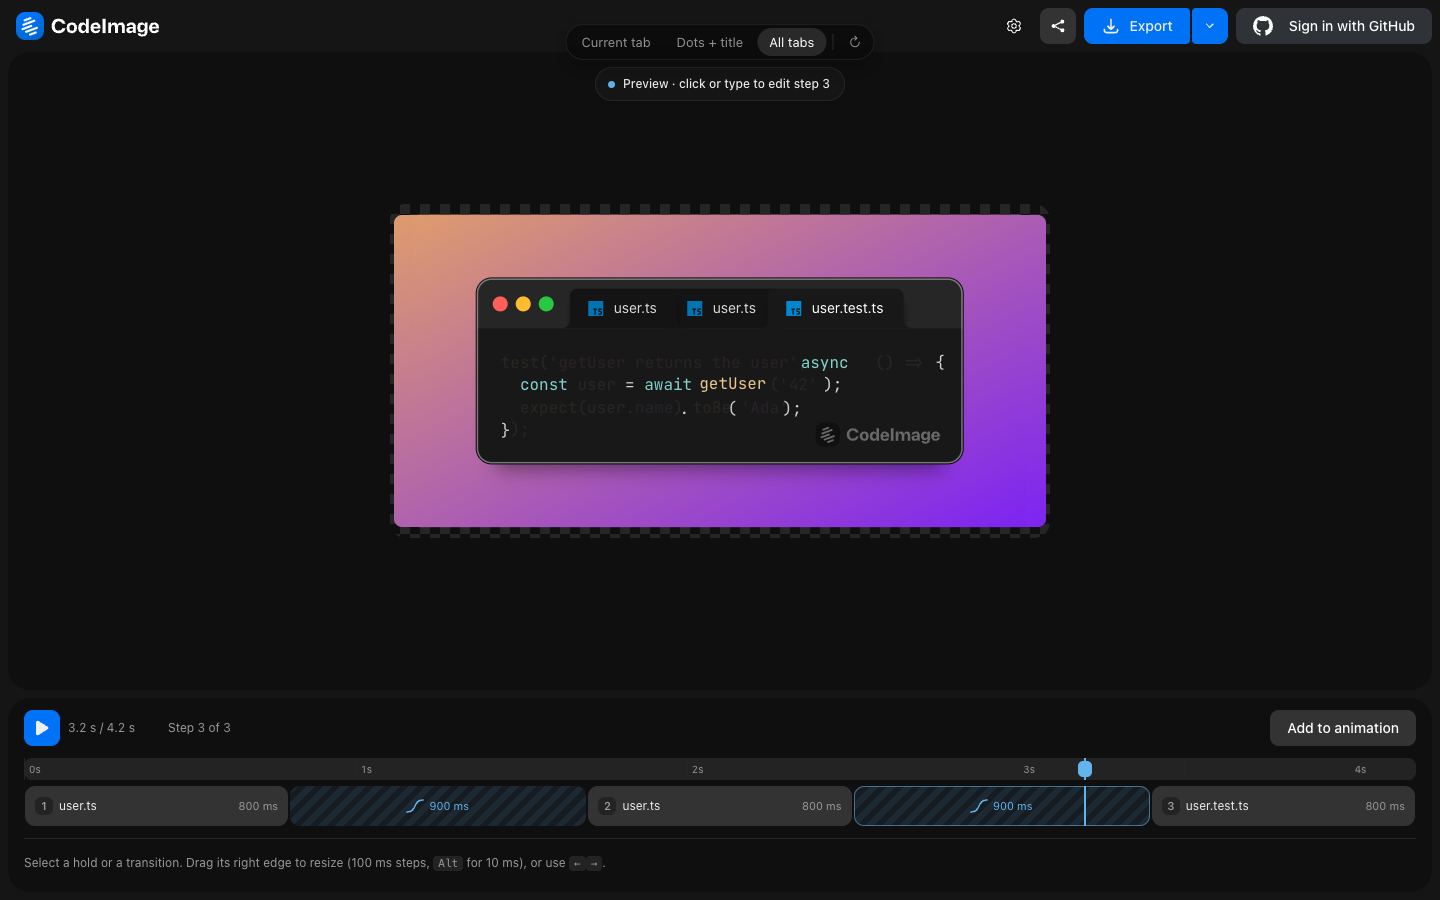 CodeImage
Current tab Dots + title All tabs
Export
Sign in with GitHub
Preview · click or type to edit step 3
user.ts user.ts user.test.ts
test('getUser returns the user' async () => {
const user = await getUser('42');
expect(user.name).toBe('Ada');
});
CodeImage
3.2 s / 4.2 s Step 3 of 3
Add to animation
0s 1s 2s 3s 4s
1 user.ts 800 ms 900 ms 2 user.ts 800 ms 900 ms 3 user.test.ts 800 ms
Select a hold or a transition. Drag its right edge to resize (100 ms steps, Alt for 10 ms), or use ← → .